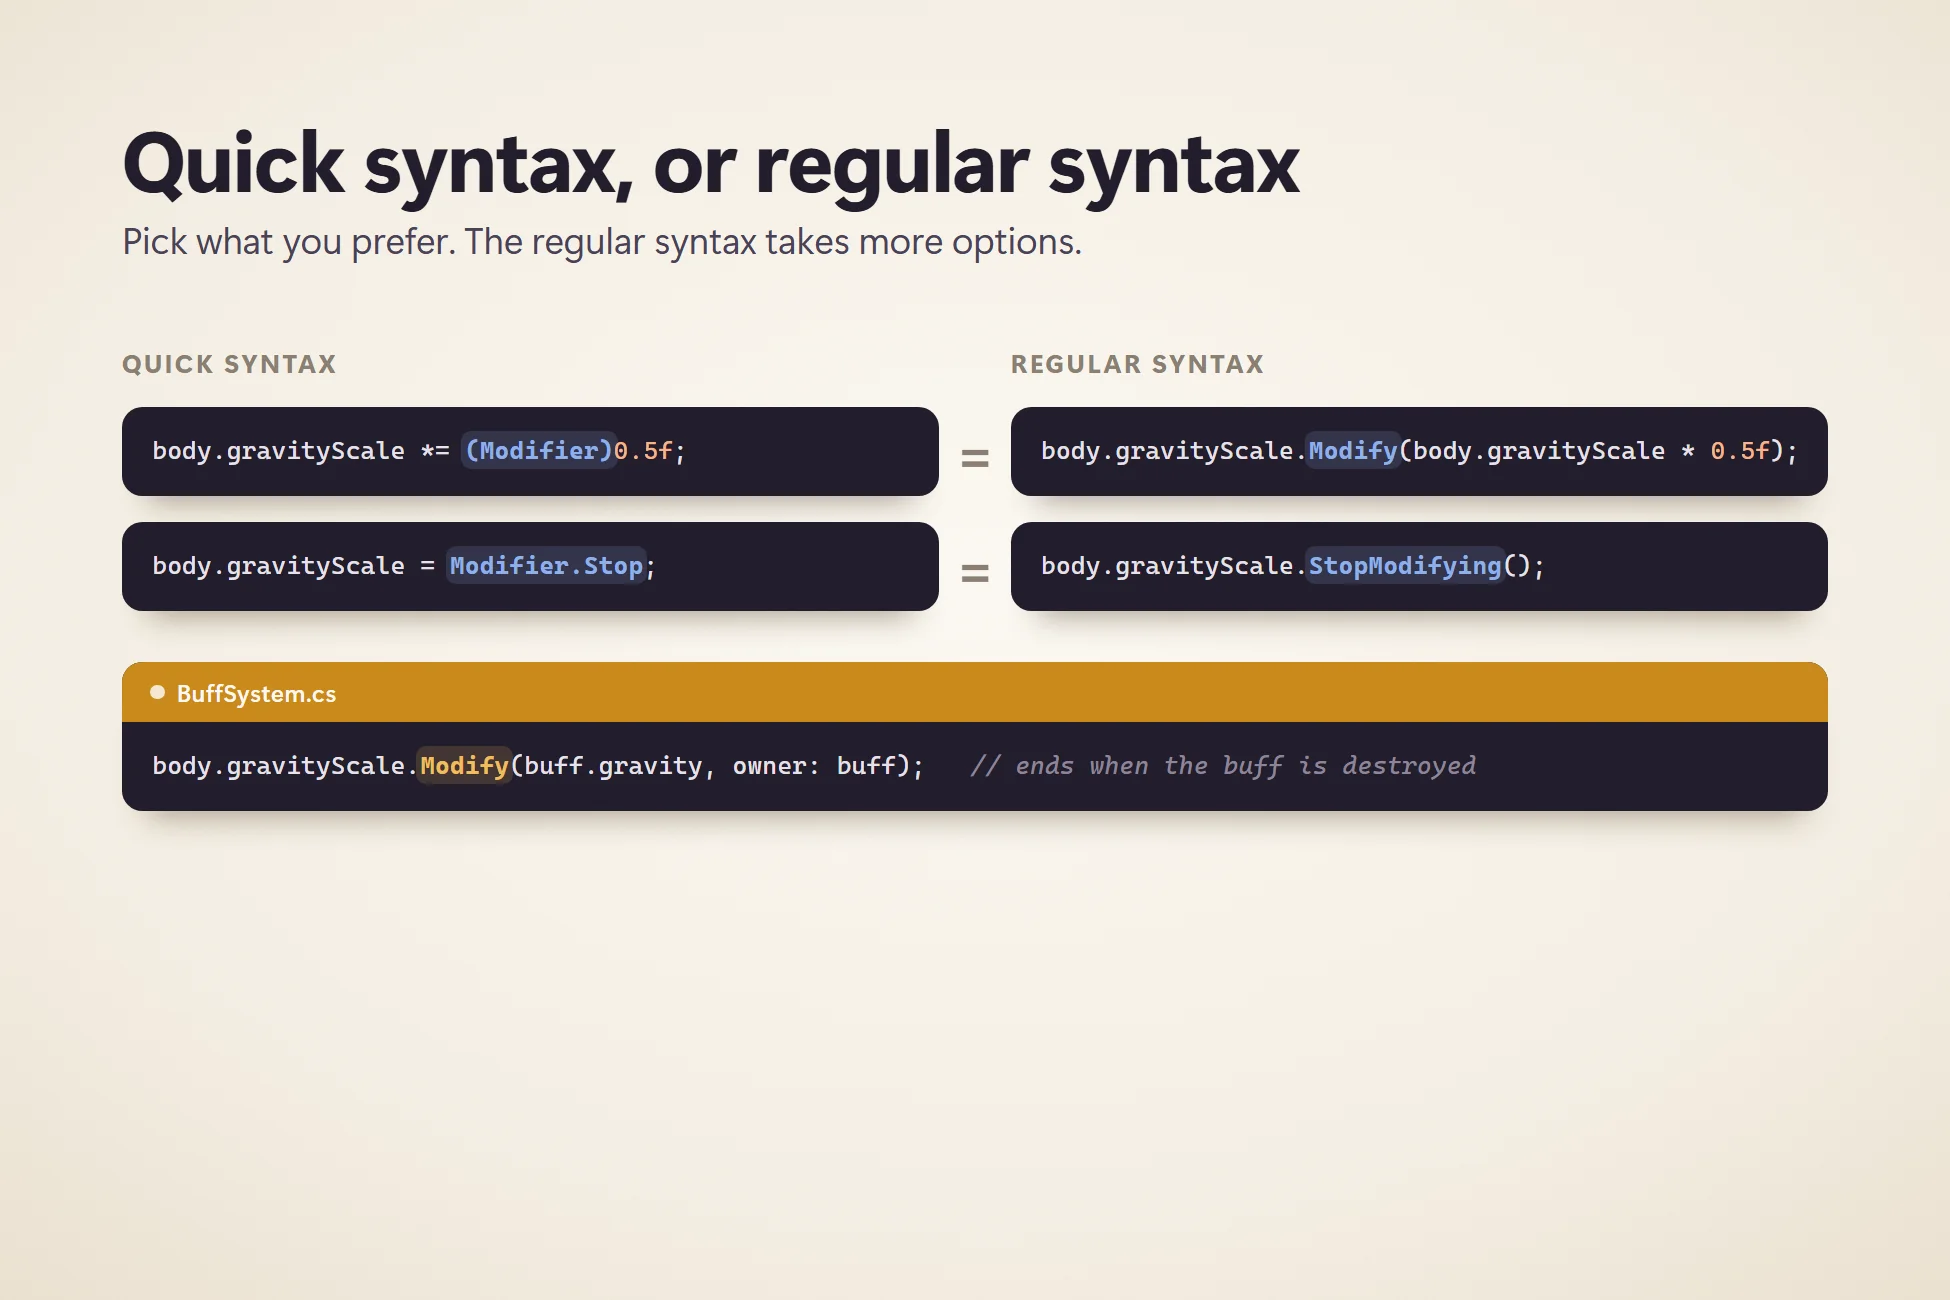 Quick syntax, or regular syntax
Pick what you prefer. The regular syntax takes more options.
QUICK SYNTAX
REGULAR SYNTAX
body.gravityScale *= (Modifier)0.5f;
=
body.gravityScale.Modify(body.gravityScale * 0.5f);
body.gravityScale = Modifier.Stop;
=
body.gravityScale.StopModifying();
BuffSystem.cs
body.gravityScale.Modify(buff.gravity, owner: buff);   // ends when the buff is destroyed